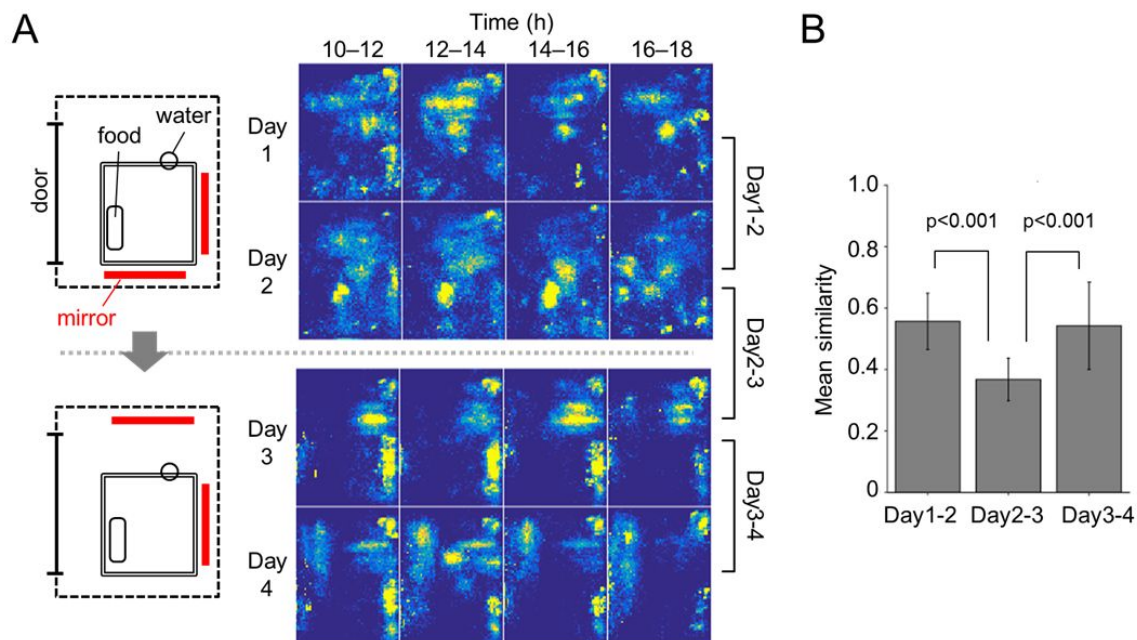 A
Time (h)
10–12 12–14 14–16 16–18
water
food
door
mirror
Day
1
Day
2
Day
3
Day
4
Day1-2
Day2-3
Day3-4
B
1.0
0.8
0.6
0.4
0.2
0
Mean similarity
p<0.001 p<0.001
Day1-2 Day2-3 Day3-4